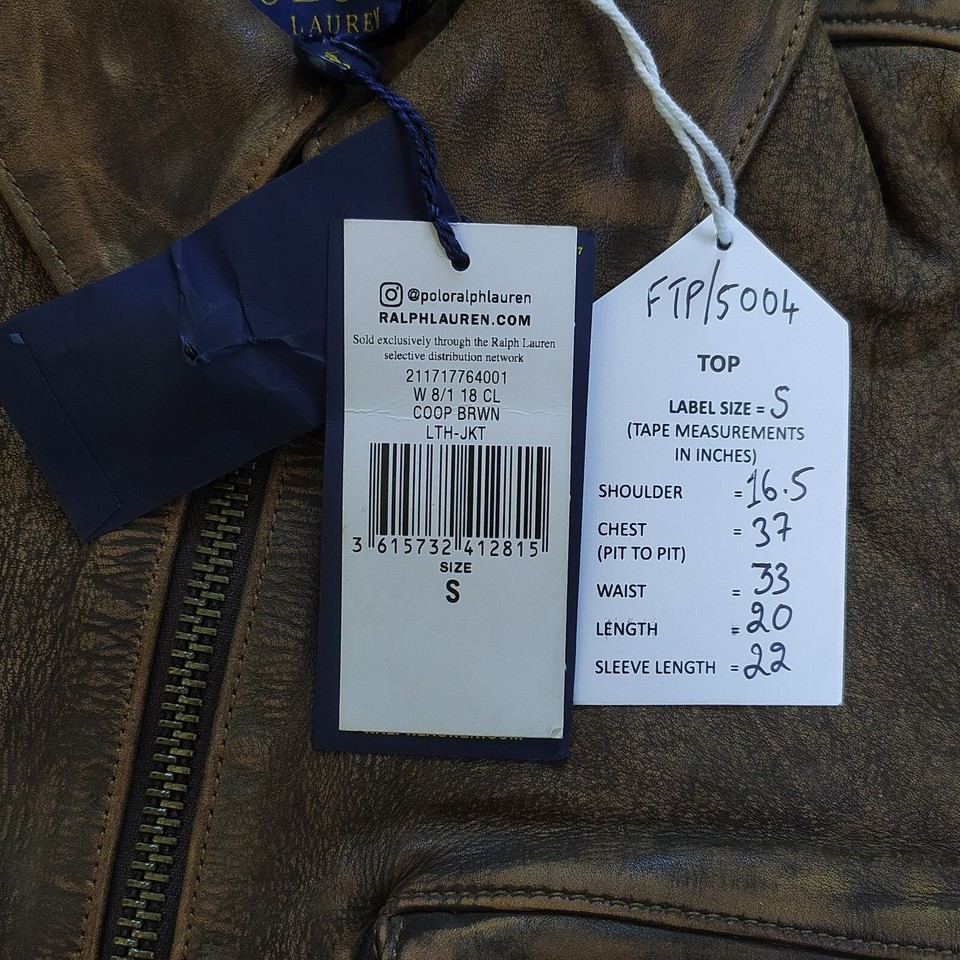 LAUREN
@poloralphlauren
RALPHLAUREN.COM
Sold exclusively through the Ralph Lauren
selective distribution network
211717764001
W 8/1 18 CL
COOP BRWN
LTH-JKT
3 615732 412815
SIZE
S
7
FTP/5004
TOP
LABEL SIZE = S
(TAPE MEASUREMENTS
IN INCHES)
SHOULDER = 16.5
CHEST = 37
(PIT TO PIT)
WAIST = 33
LENGTH = 20
SLEEVE LENGTH = 22